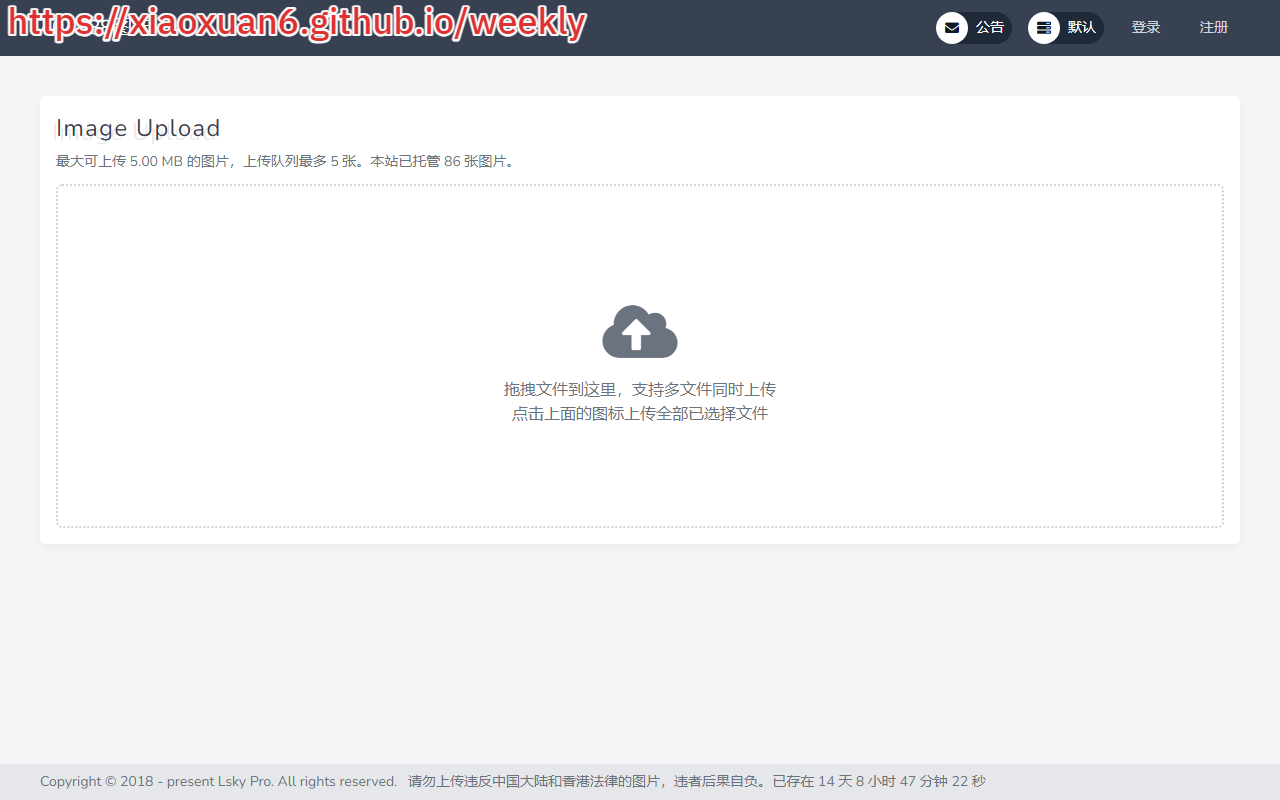 https://xiaoxuan6.github.io/weekly
公告
默认
登录
注册
Image Upload
最大可上传 5.00 MB 的图片，上传队列最多 5 张。本站已托管 86 张图片。
拖拽文件到这里，支持多文件同时上传
点击上面的图标上传全部已选择文件
Copyright © 2018 - present Lsky Pro. All rights reserved. 请勿上传违反中国大陆和香港法律的图片，违者后果自负。已存在 14 天 8 小时 47 分钟 22 秒